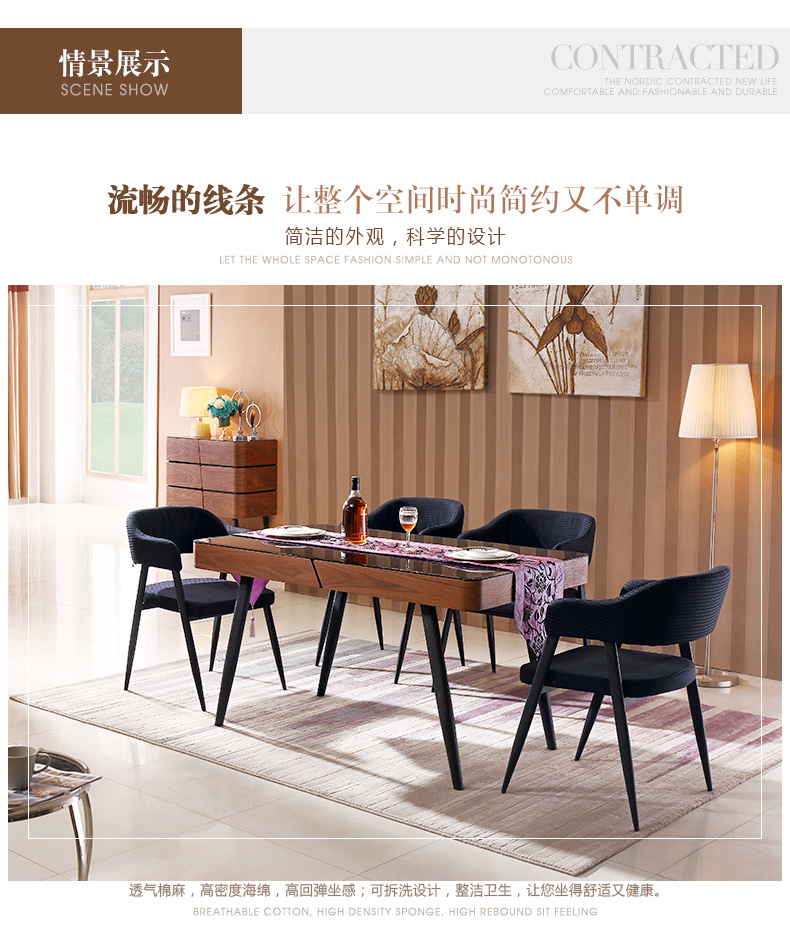 情景展示
SCENE SHOW
CONTRACTED
THE NORDIC CONTRACTED NEW LIFE
COMFORTABLE AND FASHIONABLE AND DURABLE
流畅的线条 让整个空间时尚简约又不单调
简洁的外观，科学的设计
LET THE WHOLE SPACE FASHION SIMPLE AND NOT MONOTONOUS
透气棉麻，高密度海绵，高回弹坐感；可拆洗设计，整洁卫生，让您坐得舒适又健康。
BREATHABLE COTTON, HIGH DENSITY SPONGE, HIGH REBOUND SIT FEELING